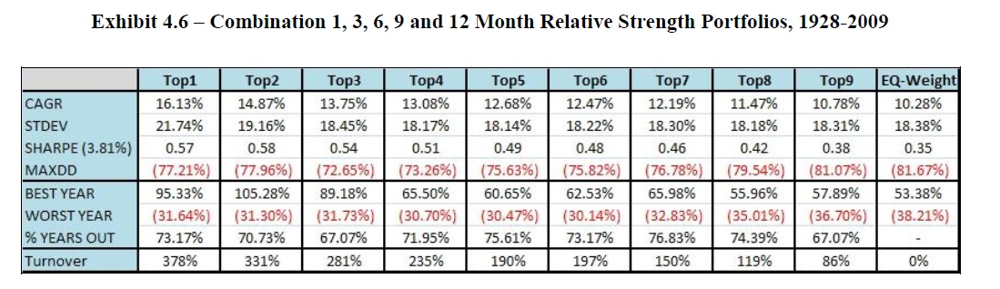 Exhibit 4.6 – Combination 1, 3, 6, 9 and 12 Month Relative Strength Portfolios, 1928-2009
Top1 Top2 Top3 Top4 Top5 Top6 Top7 Top8 Top9 EQ-Weight
CAGR 16.13% 14.87% 13.75% 13.08% 12.68% 12.47% 12.19% 11.47% 10.78% 10.28%
STDEV 21.74% 19.16% 18.45% 18.17% 18.14% 18.22% 18.30% 18.18% 18.31% 18.38%
SHARPE (3.81%) 0.57 0.58 0.54 0.51 0.49 0.48 0.46 0.42 0.38 0.35
MAXDD (77.21%) (77.96%) (72.65%) (73.26%) (75.63%) (75.82%) (76.78%) (79.54%) (81.07%) (81.67%)
BEST YEAR 95.33% 105.28% 89.18% 65.50% 60.65% 62.53% 65.98% 55.96% 57.89% 53.38%
WORST YEAR (31.64%) (31.30%) (31.73%) (30.70%) (30.47%) (30.14%) (32.83%) (35.01%) (36.70%) (38.21%)
% YEARS OUT 73.17% 70.73% 67.07% 71.95% 75.61% 73.17% 76.83% 74.39% 67.07% -
Turnover 378% 331% 281% 235% 190% 197% 150% 119% 86% 0%